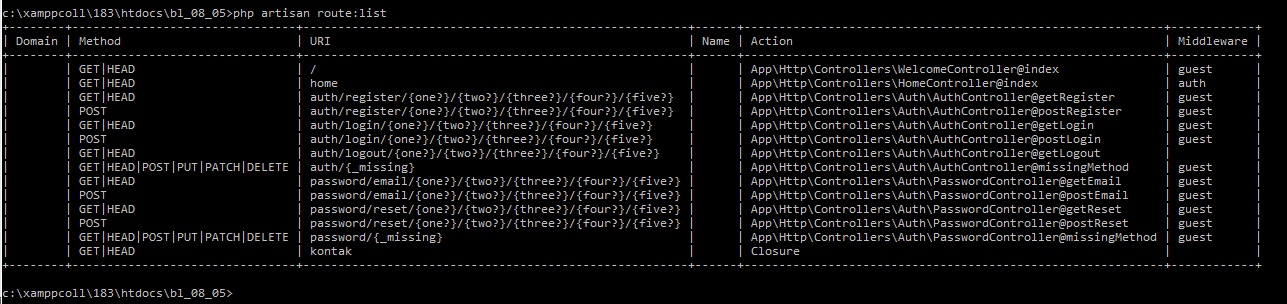 c:\xamppcoll\183\htdocs\bl_08_05>php artisan route:list
+--------+--------------------------------+------------------------------------------------------+------+----------------------------------------------------------+------------+
| Domain | Method                         | URI                                                  | Name | Action                                                   | Middleware |
+--------+--------------------------------+------------------------------------------------------+------+----------------------------------------------------------+------------+
|        | GET|HEAD                       | /                                                    |      | App\Http\Controllers\WelcomeController@index             | guest      |
|        | GET|HEAD                       | home                                                 |      | App\Http\Controllers\HomeController@index                | auth       |
|        | GET|HEAD                       | auth/register/{one?}/{two?}/{three?}/{four?}/{five?} |      | App\Http\Controllers\Auth\AuthController@getRegister     | guest      |
|        | POST                           | auth/register/{one?}/{two?}/{three?}/{four?}/{five?} |      | App\Http\Controllers\Auth\AuthController@postRegister    | guest      |
|        | GET|HEAD                       | auth/login/{one?}/{two?}/{three?}/{four?}/{five?}    |      | App\Http\Controllers\Auth\AuthController@getLogin        | guest      |
|        | POST                           | auth/login/{one?}/{two?}/{three?}/{four?}/{five?}    |      | App\Http\Controllers\Auth\AuthController@postLogin       | guest      |
|        | GET|HEAD                       | auth/logout/{one?}/{two?}/{three?}/{four?}/{five?}   |      | App\Http\Controllers\Auth\AuthController@getLogout       |            |
|        | GET|HEAD|POST|PUT|PATCH|DELETE | auth/{_missing}                                      |      | App\Http\Controllers\Auth\AuthController@missingMethod   | guest      |
|        | GET|HEAD                       | password/email/{one?}/{two?}/{three?}/{four?}/{five?} |      | App\Http\Controllers\Auth\PasswordController@getEmail    | guest      |
|        | POST                           | password/email/{one?}/{two?}/{three?}/{four?}/{five?} |      | App\Http\Controllers\Auth\PasswordController@postEmail   | guest      |
|        | GET|HEAD                       | password/reset/{one?}/{two?}/{three?}/{four?}/{five?} |      | App\Http\Controllers\Auth\PasswordController@getReset    | guest      |
|        | POST                           | password/reset/{one?}/{two?}/{three?}/{four?}/{five?} |      | App\Http\Controllers\Auth\PasswordController@postReset   | guest      |
|        | GET|HEAD|POST|PUT|PATCH|DELETE | password/{_missing}                                  |      | App\Http\Controllers\Auth\PasswordController@missingMethod | guest      |
|        | GET|HEAD                       | kontak                                               |      | Closure                                                  |            |
+--------+--------------------------------+------------------------------------------------------+------+----------------------------------------------------------+------------+
c:\xamppcoll\183\htdocs\bl_08_05>